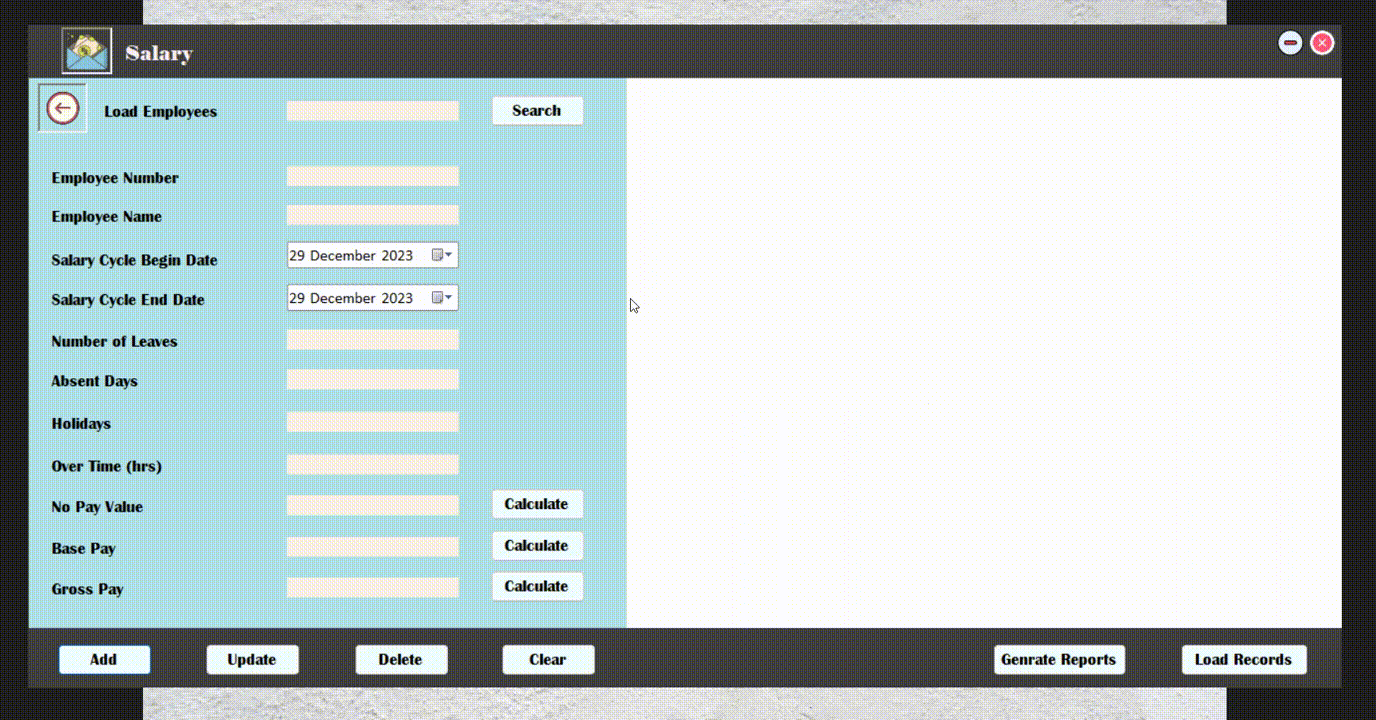 Salary
Load Employees
Search
Employee Number
Employee Name
Salary Cycle Begin Date
29 December 2023
Salary Cycle End Date
29 December 2023
Number of Leaves
Absent Days
Holidays
Over Time (hrs)
No Pay Value
Calculate
Base Pay
Calculate
Gross Pay
Calculate
Add
Update
Delete
Clear
Genrate Reports
Load Records